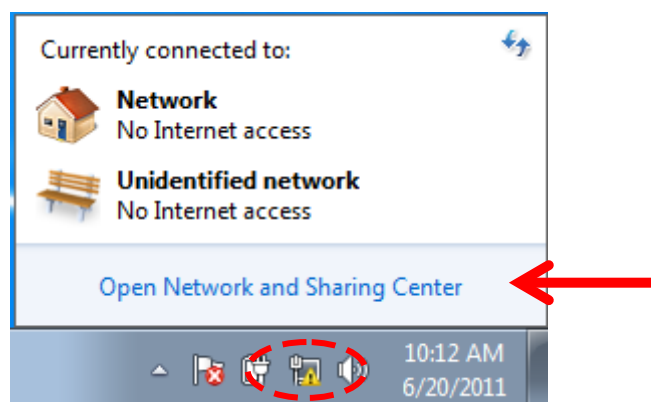 Currently connected to:
Network
No Internet access
Unidentified network
No Internet access
Open Network and Sharing Center
10:12 AM
6/20/2011